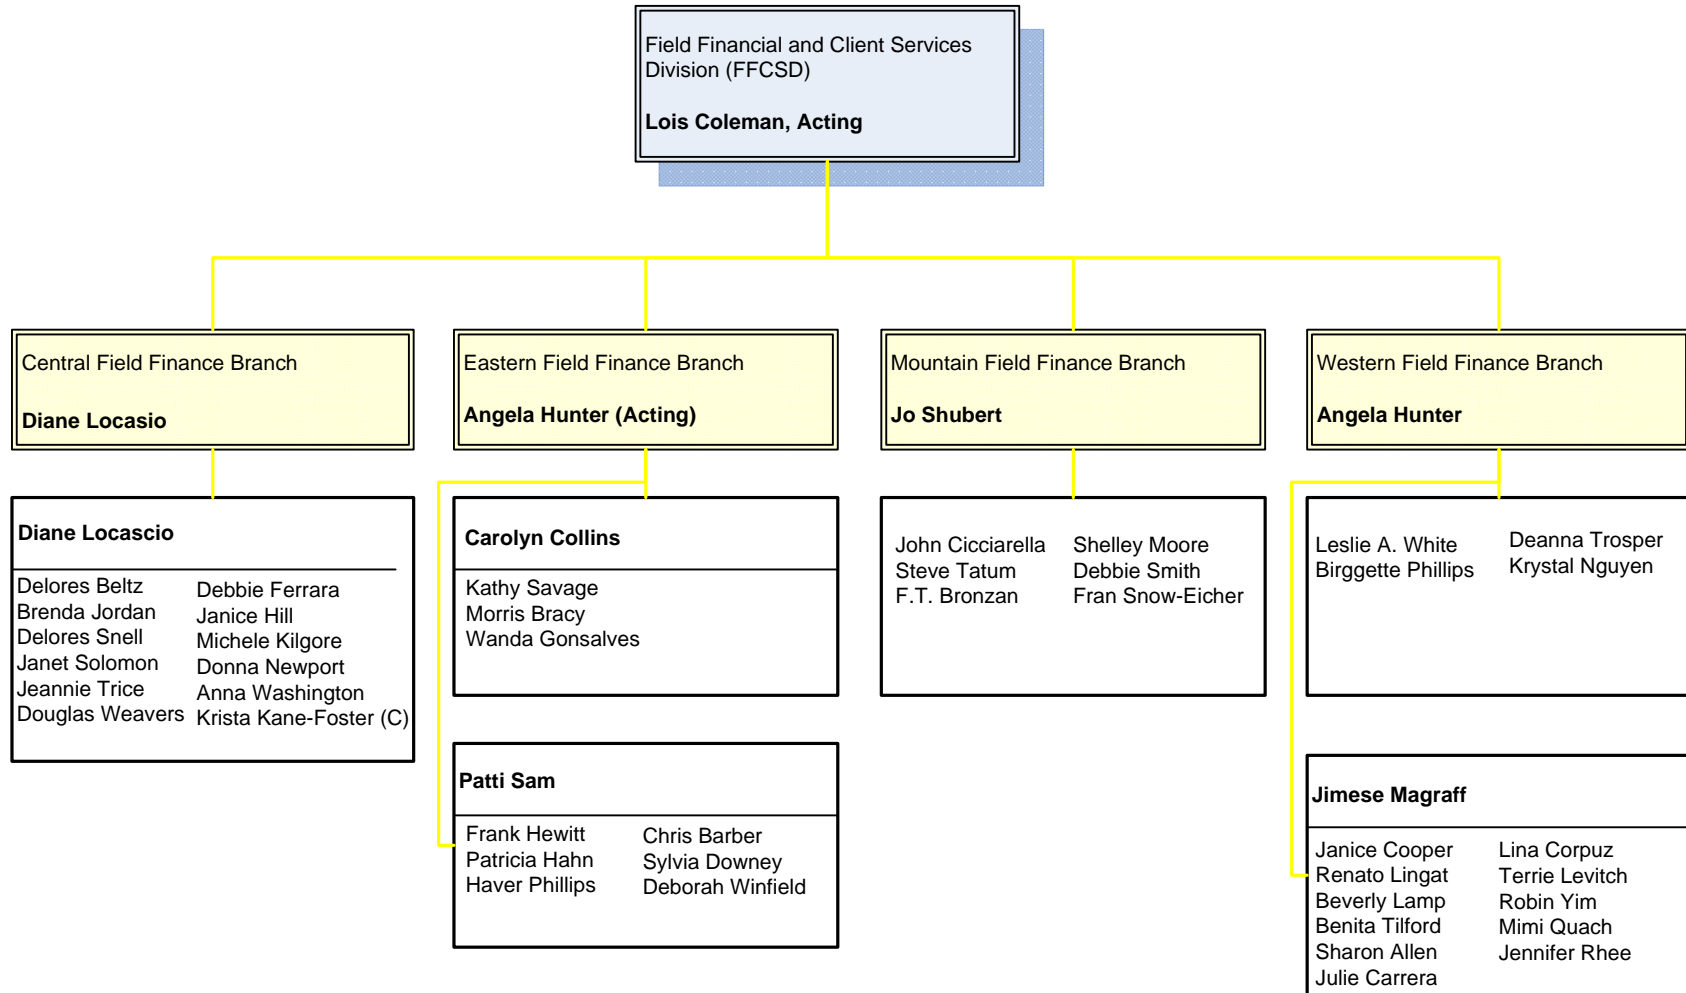 Field Financial and Client Services
Division (FFCSD)
Lois Coleman, Acting
Central Field Finance Branch
Diane Locasio
Eastern Field Finance Branch
Angela Hunter (Acting)
Mountain Field Finance Branch
Jo Shubert
Western Field Finance Branch
Angela Hunter
Diane Locascio
Delores Beltz
Brenda Jordan
Delores Snell
Janet Solomon
Jeannie Trice
Douglas Weavers
Debbie Ferrara
Janice Hill
Michele Kilgore
Donna Newport
Anna Washington
Krista Kane-Foster (C)
Carolyn Collins
Kathy Savage
Morris Bracy
Wanda Gonsalves
Patti Sam
Frank Hewitt
Patricia Hahn
Haver Phillips
Chris Barber
Sylvia Downey
Deborah Winfield
John Cicciarella
Steve Tatum
F.T. Bronzan
Shelley Moore
Debbie Smith
Fran Snow-Eicher
Leslie A. White
Birggette Phillips
Deanna Trosper
Krystal Nguyen
Jimese Magraff
Janice Cooper
Renato Lingat
Beverly Lamp
Benita Tilford
Sharon Allen
Julie Carrera
Lina Corpuz
Terrie Levitch
Robin Yim
Mimi Quach
Jennifer Rhee